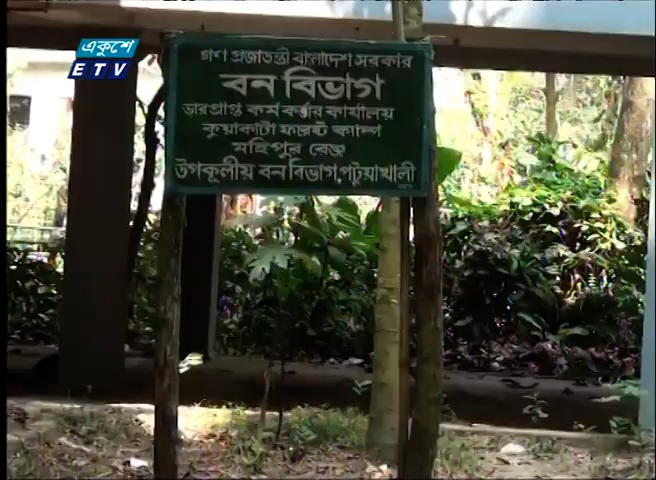 একুশে
ETV
গণ প্রজাতন্ত্রী বাংলাদেশ সরকার
বন বিভাগ
ভারপ্রাপ্ত কর্মকর্তার কার্যালয়
কুয়াকাটা ফরেস্ট ক্যাম্প
মহিপুর রেঞ্জ
উপকূলীয় বন বিভাগ,পটুয়াখালী